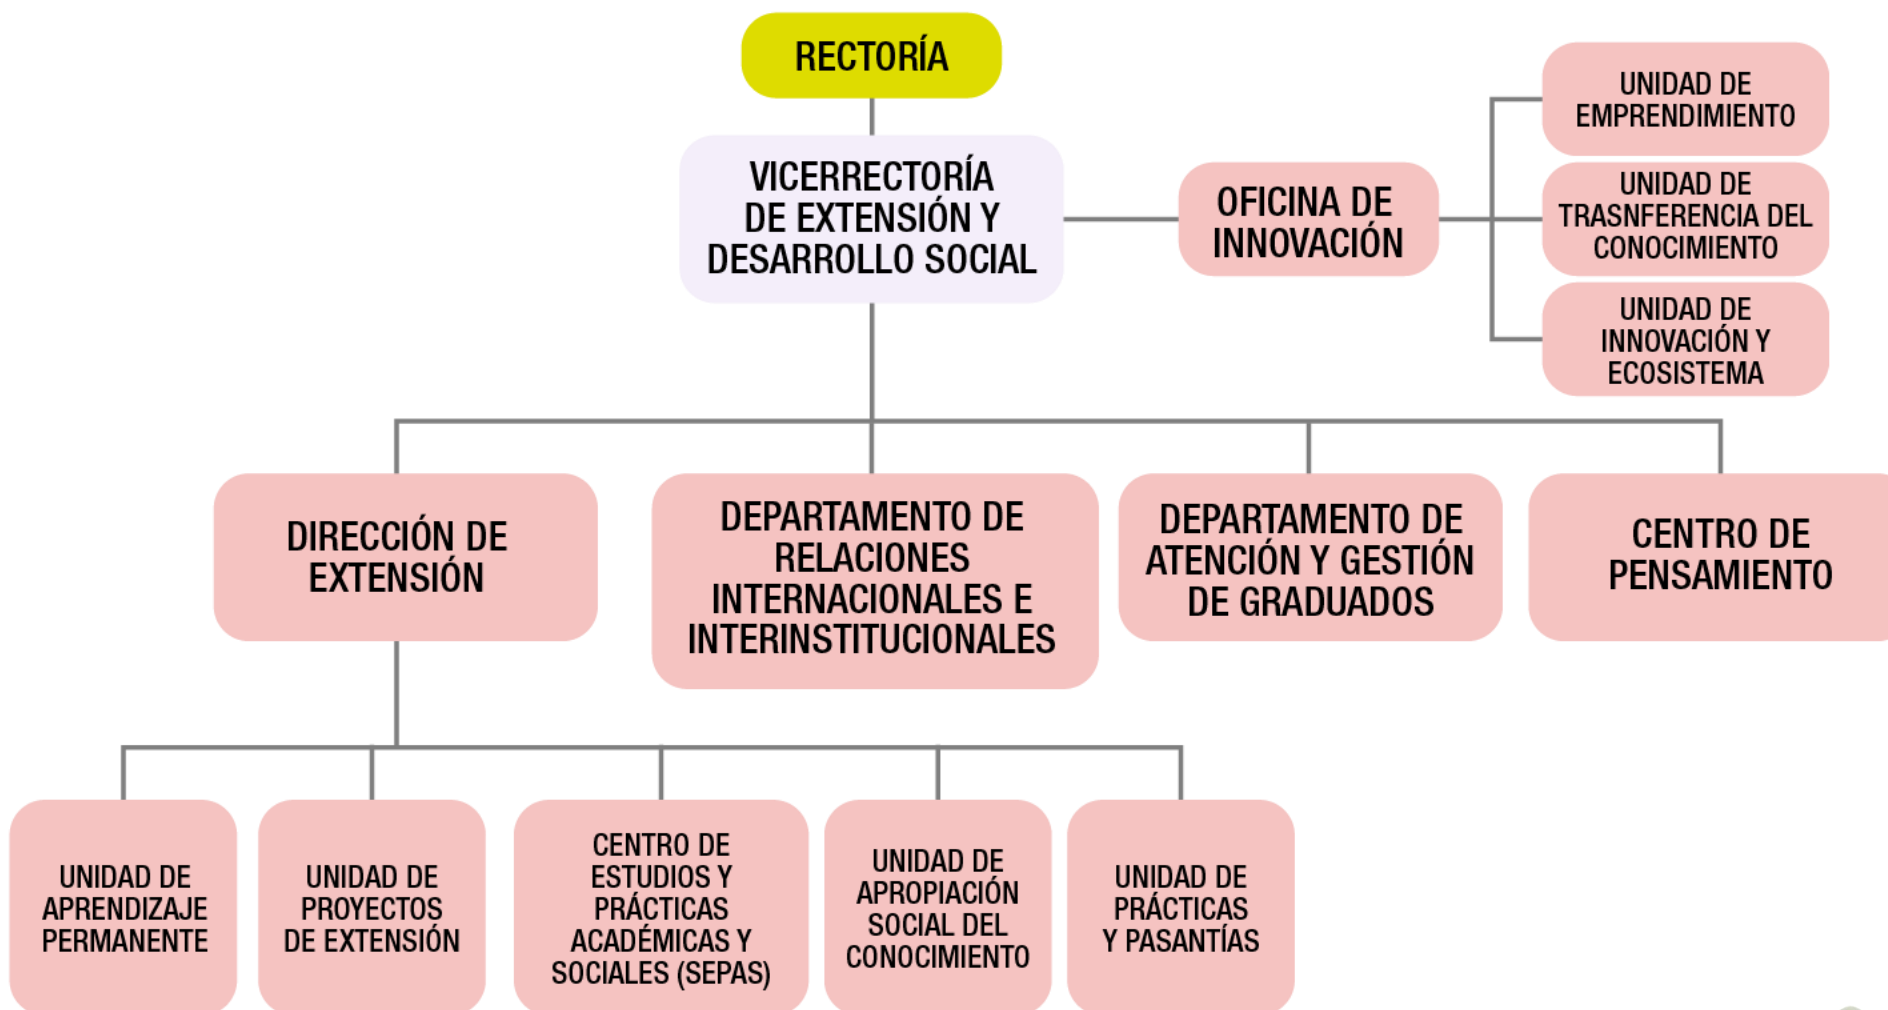 RECTORÍA
VICERRECTORÍA
DE EXTENSIÓN Y
DESARROLLO SOCIAL
OFICINA DE
INNOVACIÓN
UNIDAD DE
EMPRENDIMIENTO
UNIDAD DE
TRASNFERENCIA DEL
CONOCIMIENTO
UNIDAD DE
INNOVACIÓN Y
ECOSISTEMA
DIRECCIÓN DE
EXTENSIÓN
DEPARTAMENTO DE
RELACIONES
INTERNACIONALES E
INTERINSTITUCIONALES
DEPARTAMENTO DE
ATENCIÓN Y GESTIÓN
DE GRADUADOS
CENTRO DE
PENSAMIENTO
UNIDAD DE
APRENDIZAJE
PERMANENTE
UNIDAD DE
PROYECTOS
DE EXTENSIÓN
CENTRO DE
ESTUDIOS Y
PRÁCTICAS
ACADÉMICAS Y
SOCIALES (SEPAS)
UNIDAD DE
APROPIACIÓN
SOCIAL DEL
CONOCIMIENTO
UNIDAD DE
PRÁCTICAS
Y PASANTÍAS